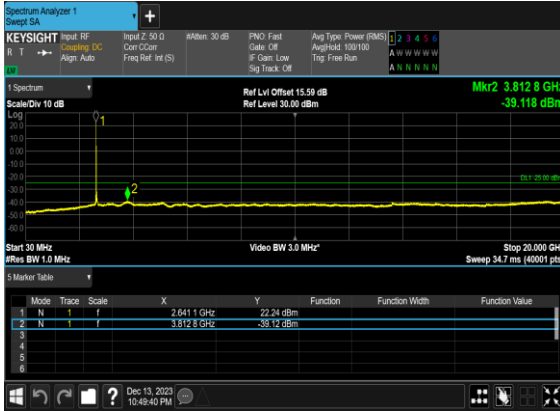 Spectrum Analyzer 1
Swept SA
+
KEYSIGHT Input: RF Input Z: 50 Ω #Atten: 30 dB PNO: Fast Avg Type: Power (RMS) 1 2 3 4 5 6
R T Coupling: DC Corr CCorr Gate: Off Avg|Hold: 100/100 A W W W W W
Align: Auto Freq Ref: Int (S) IF Gain: Low Trig: Free Run
Sig Track: Off A N N N N N
1 Spectrum
Ref Lvl Offset 15.59 dB Mkr2 3.812 8 GHz
Scale/Div 10 dB Ref Level 30.00 dBm -39.118 dBm
Log
1
20.0
10.0
0.00
-10.0
-20.0
DL1 -25.00 dBm
-30.0
2
-40.0
-50.0
-60.0
Start 30 MHz Video BW 3.0 MHz* Stop 20.000 GH
#Res BW 1.0 MHz Sweep 34.7 ms (40001 pts
5 Marker Table
Mode Trace Scale X Y Function Function Width Function Value
1 N 1 f 2.641 1 GHz 22.24 dBm
2 N 1 f 3.812 8 GHz -39.12 dBm
3
4
5
6
? Dec 13, 2023
10:49:40 PM